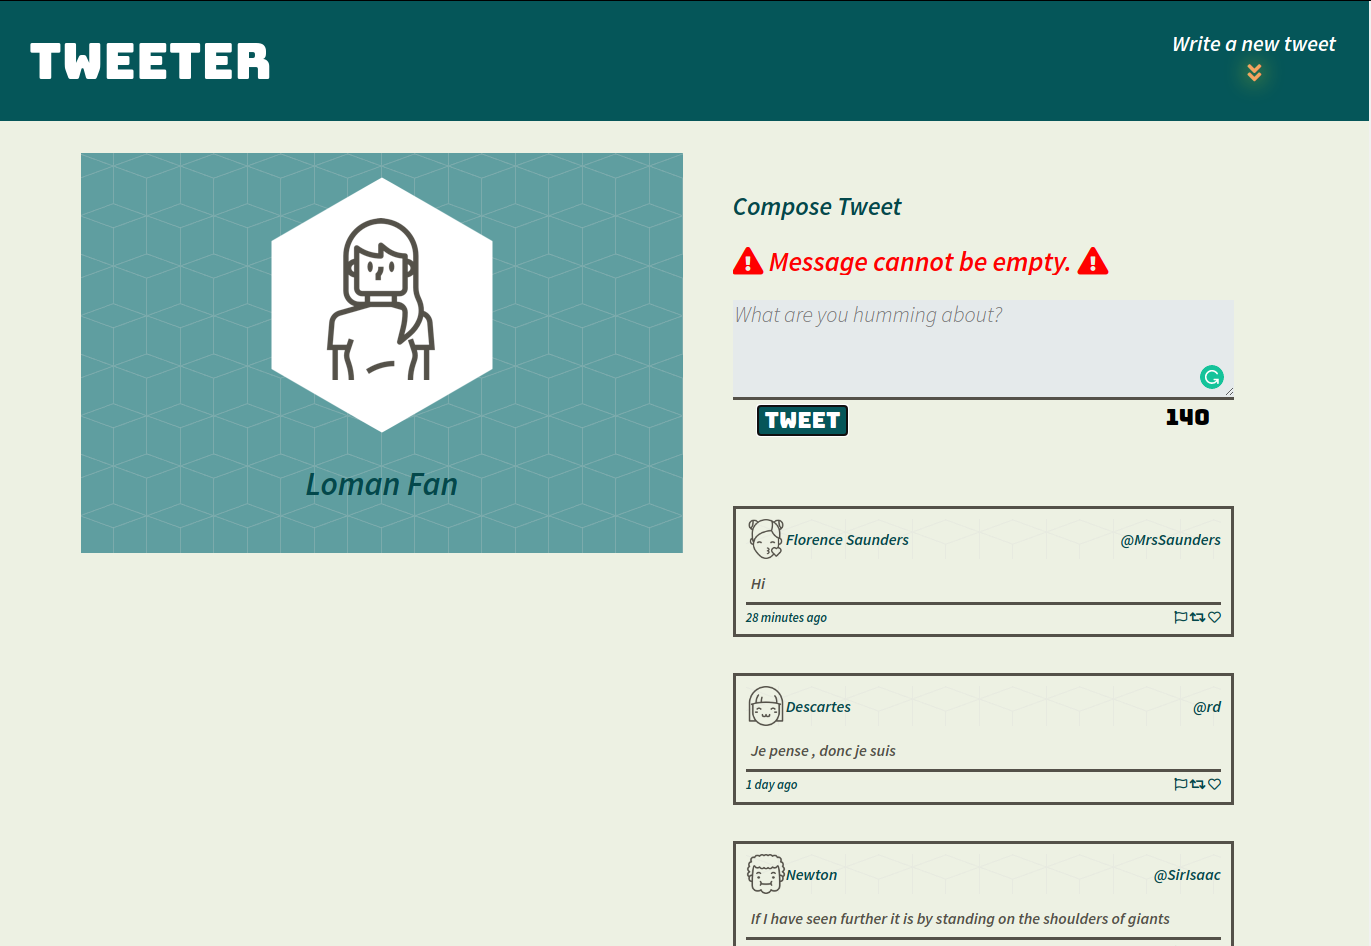 TWEETER
Write a new tweet
Loman Fan
Compose Tweet
Message cannot be empty.
What are you humming about?
TWEET
140
Florence Saunders
@MrsSaunders
Hi
28 minutes ago
Descartes
@rd
Je pense , donc je suis
1 day ago
Newton
@SirIsaac
If I have seen further it is by standing on the shoulders of giants